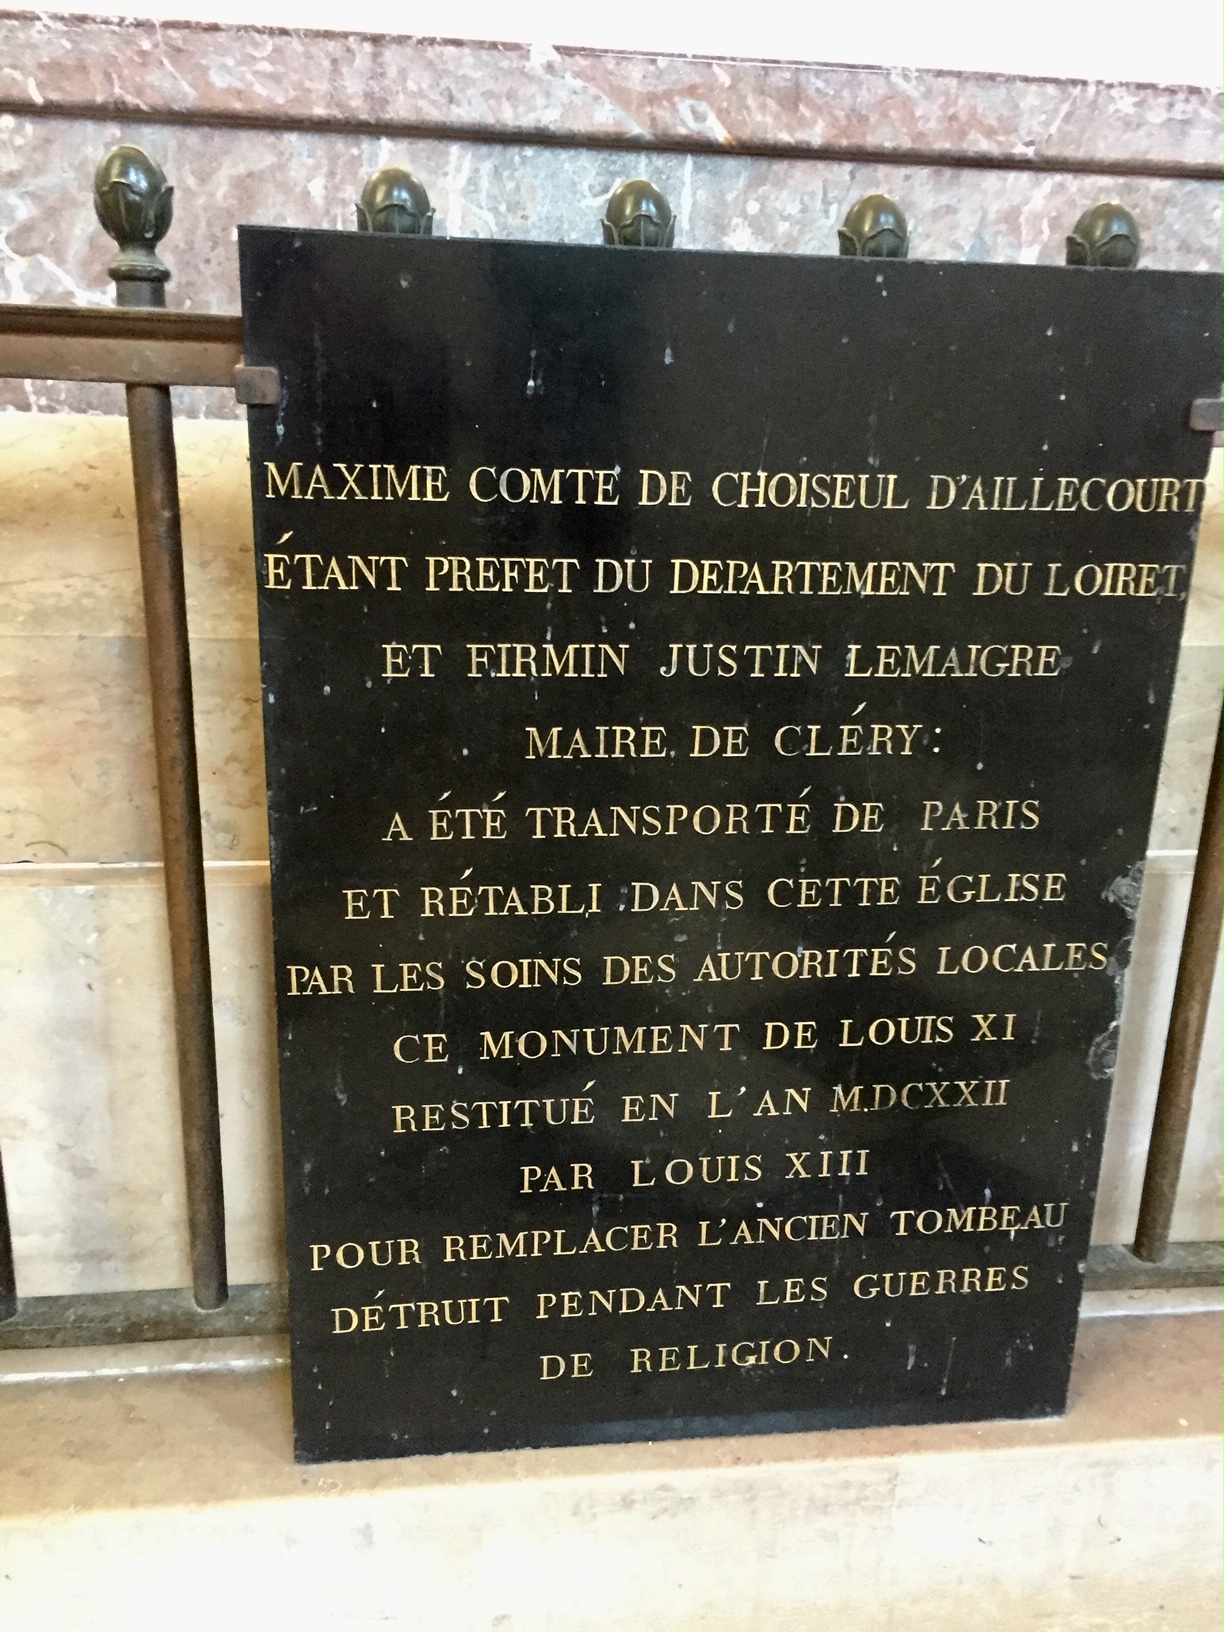 MAXIME COMTE DE CHOISEUL D'AILLECOURT
ÉTANT PREFET DU DEPARTEMENT DU LOIRET,
ET FIRMIN JUSTIN LEMAIGRE
MAIRE DE CLÉRY :
A ÉTÉ TRANSPORTÉ DE PARIS
ET RÉTABLI DANS CETTE ÉGLISE
PAR LES SOINS DES AUTORITÉS LOCALES
CE MONUMENT DE LOUIS XI
RESTITUÉ EN L'AN M.DCXXII
PAR LOUIS XIII
POUR REMPLACER L'ANCIEN TOMBEAU
DÉTRUIT PENDANT LES GUERRES
DE RELIGION.